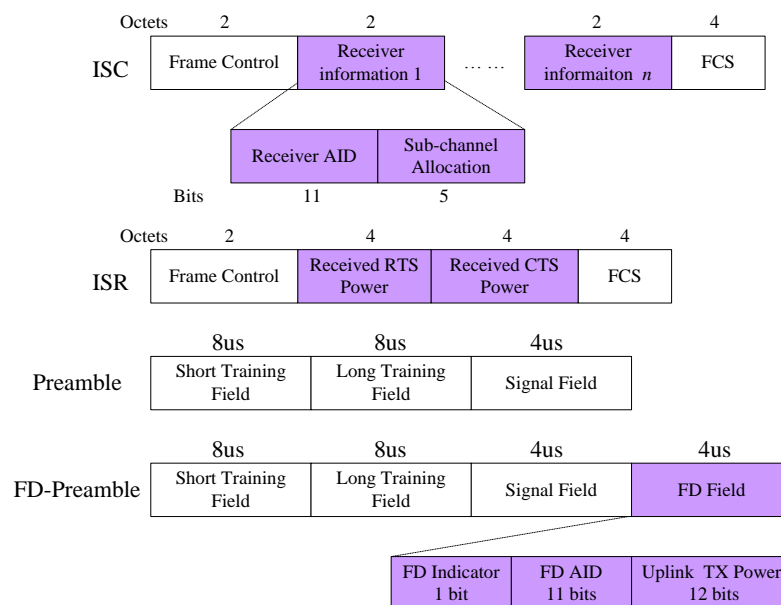 Octets 2 2 2 4
ISC
Frame Control
Receiver information 1
... ...
Receiver informaiton n
FCS
Receiver AID
Sub-channel Allocation
Bits 11 5
Octets 2 4 4 4
ISR
Frame Control
Received RTS Power
Received CTS Power
FCS
8us 8us 4us
Preamble
Short Training Field
Long Training Field
Signal Field
8us 8us 4us 4us
FD-Preamble
Short Training Field
Long Training Field
Signal Field
FD Field
FD Indicator 1 bit
FD AID 11 bits
Uplink TX Power 12 bits